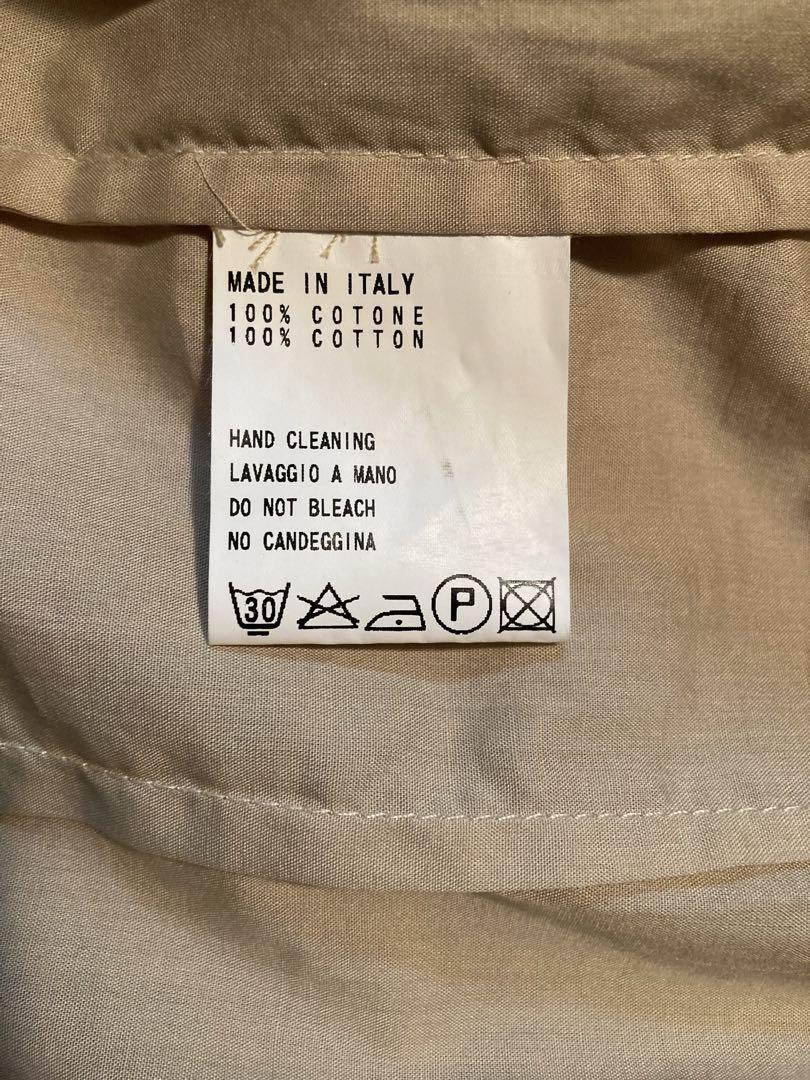 MADE IN ITALY
100% COTONE
100% COTTON
HAND CLEANING
LAVAGGIO A MANO
DO NOT BLEACH
NO CANDEGGINA
30 P